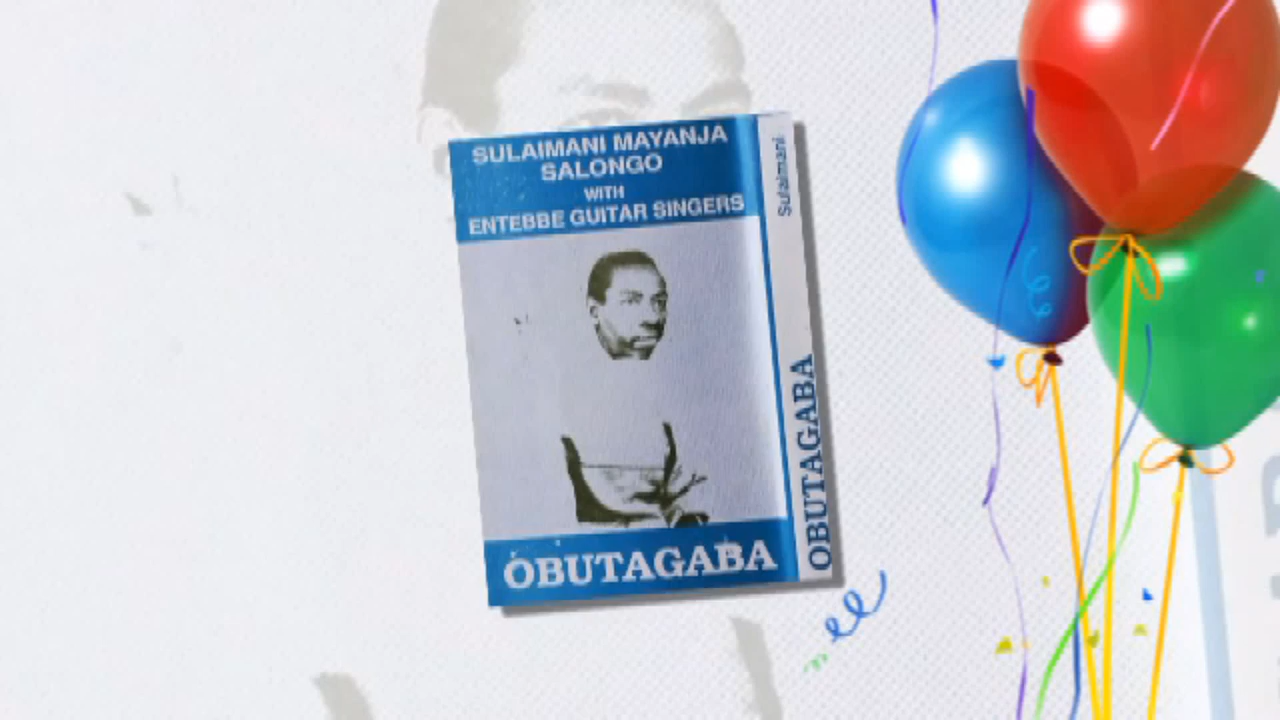 SULAIMANI MAYANJA
SALONGO
WITH
ENTEBBE GUITAR SINGERS
OBUTAGABA
Sulaimani
OBUTAGABA